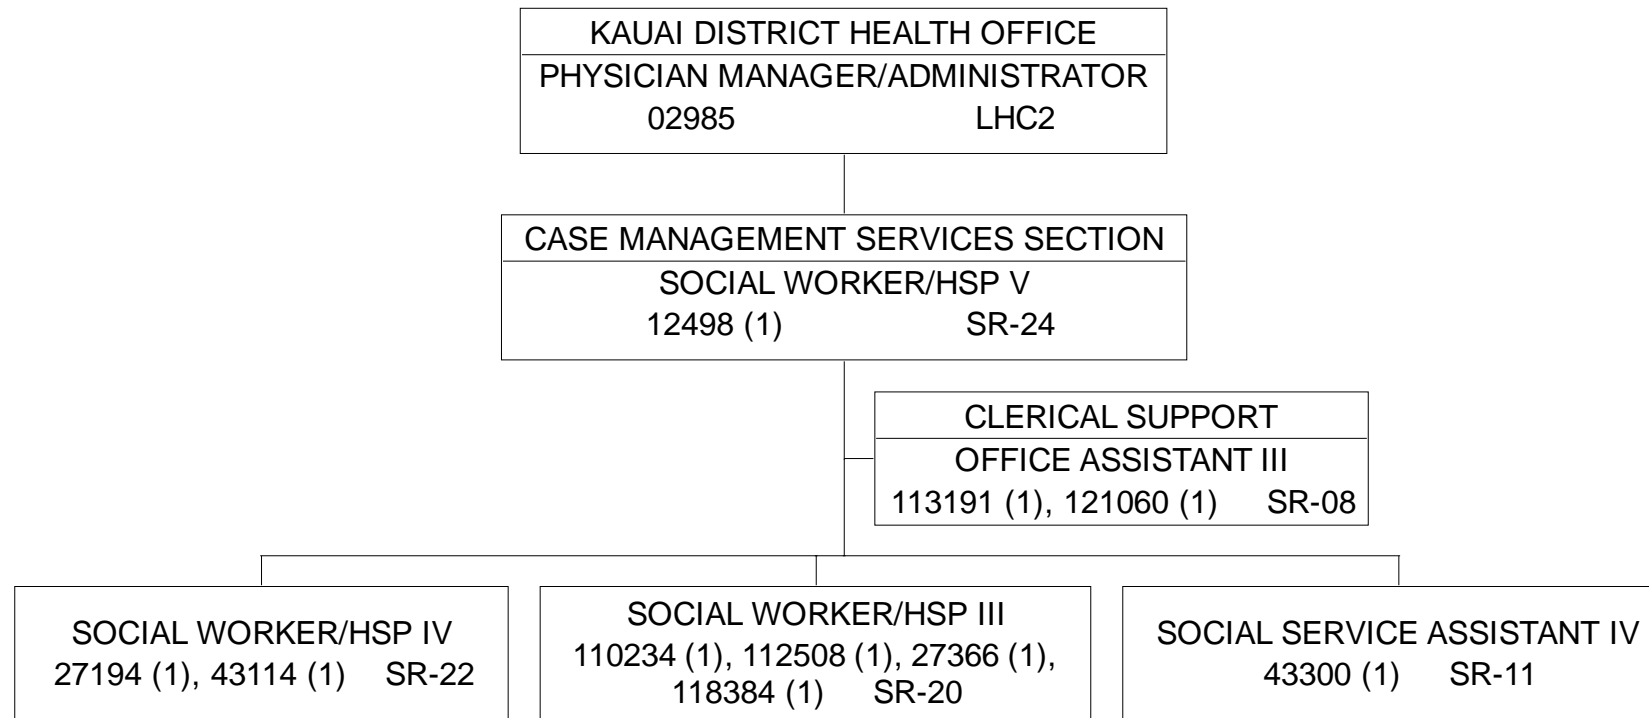 KAUAI DISTRICT HEALTH OFFICE
PHYSICIAN MANAGER/ADMINISTRATOR
02985 LHC2
CASE MANAGEMENT SERVICES SECTION
SOCIAL WORKER/HSP V
12498 (1) SR-24
CLERICAL SUPPORT
OFFICE ASSISTANT III
113191 (1), 121060 (1) SR-08
SOCIAL WORKER/HSP IV
27194 (1), 43114 (1) SR-22
SOCIAL WORKER/HSP III
110234 (1), 112508 (1), 27366 (1),
118384 (1) SR-20
SOCIAL SERVICE ASSISTANT IV
43300 (1) SR-11